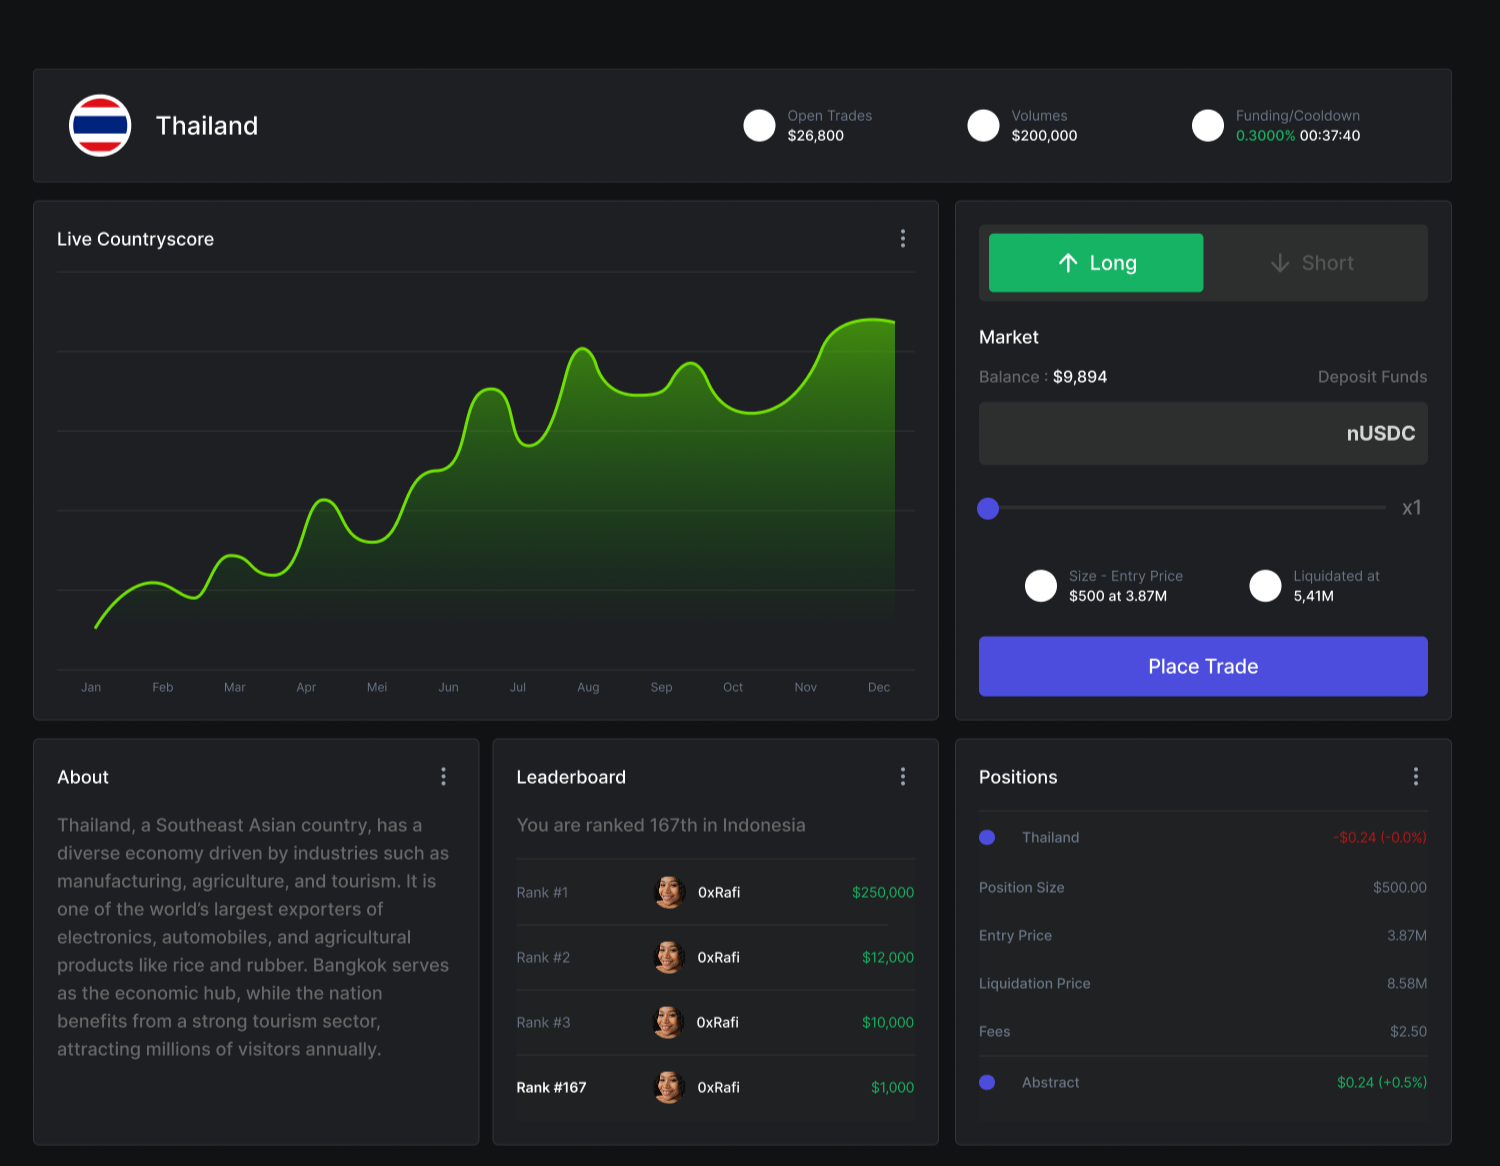 Thailand
Open Trades
$26,800
Volumes
$200,000
Funding/Cooldown
0.3000% 00:37:40
Live Countryscore
Jan Feb Mar Apr Mei Jun Jul Aug Sep Oct Nov Dec
Long
Short
Market
Balance : $9,894 Deposit Funds
nUSDC
x1
Size - Entry Price
$500 at 3.87M
Liquidated at
5,41M
Place Trade
About
Thailand, a Southeast Asian country, has a
diverse economy driven by industries such as
manufacturing, agriculture, and tourism. It is
one of the world’s largest exporters of
electronics, automobiles, and agricultural
products like rice and rubber. Bangkok serves
as the economic hub, while the nation
benefits from a strong tourism sector,
attracting millions of visitors annually.
Leaderboard
You are ranked 167th in Indonesia
Rank #1 0xRafi $250,000
Rank #2 0xRafi $12,000
Rank #3 0xRafi $10,000
Rank #167 0xRafi $1,000
Positions
Thailand -$0.24 (-0.0%)
Position Size $500.00
Entry Price 3.87M
Liquidation Price 8.58M
Fees $2.50
Abstract $0.24 (+0.5%)